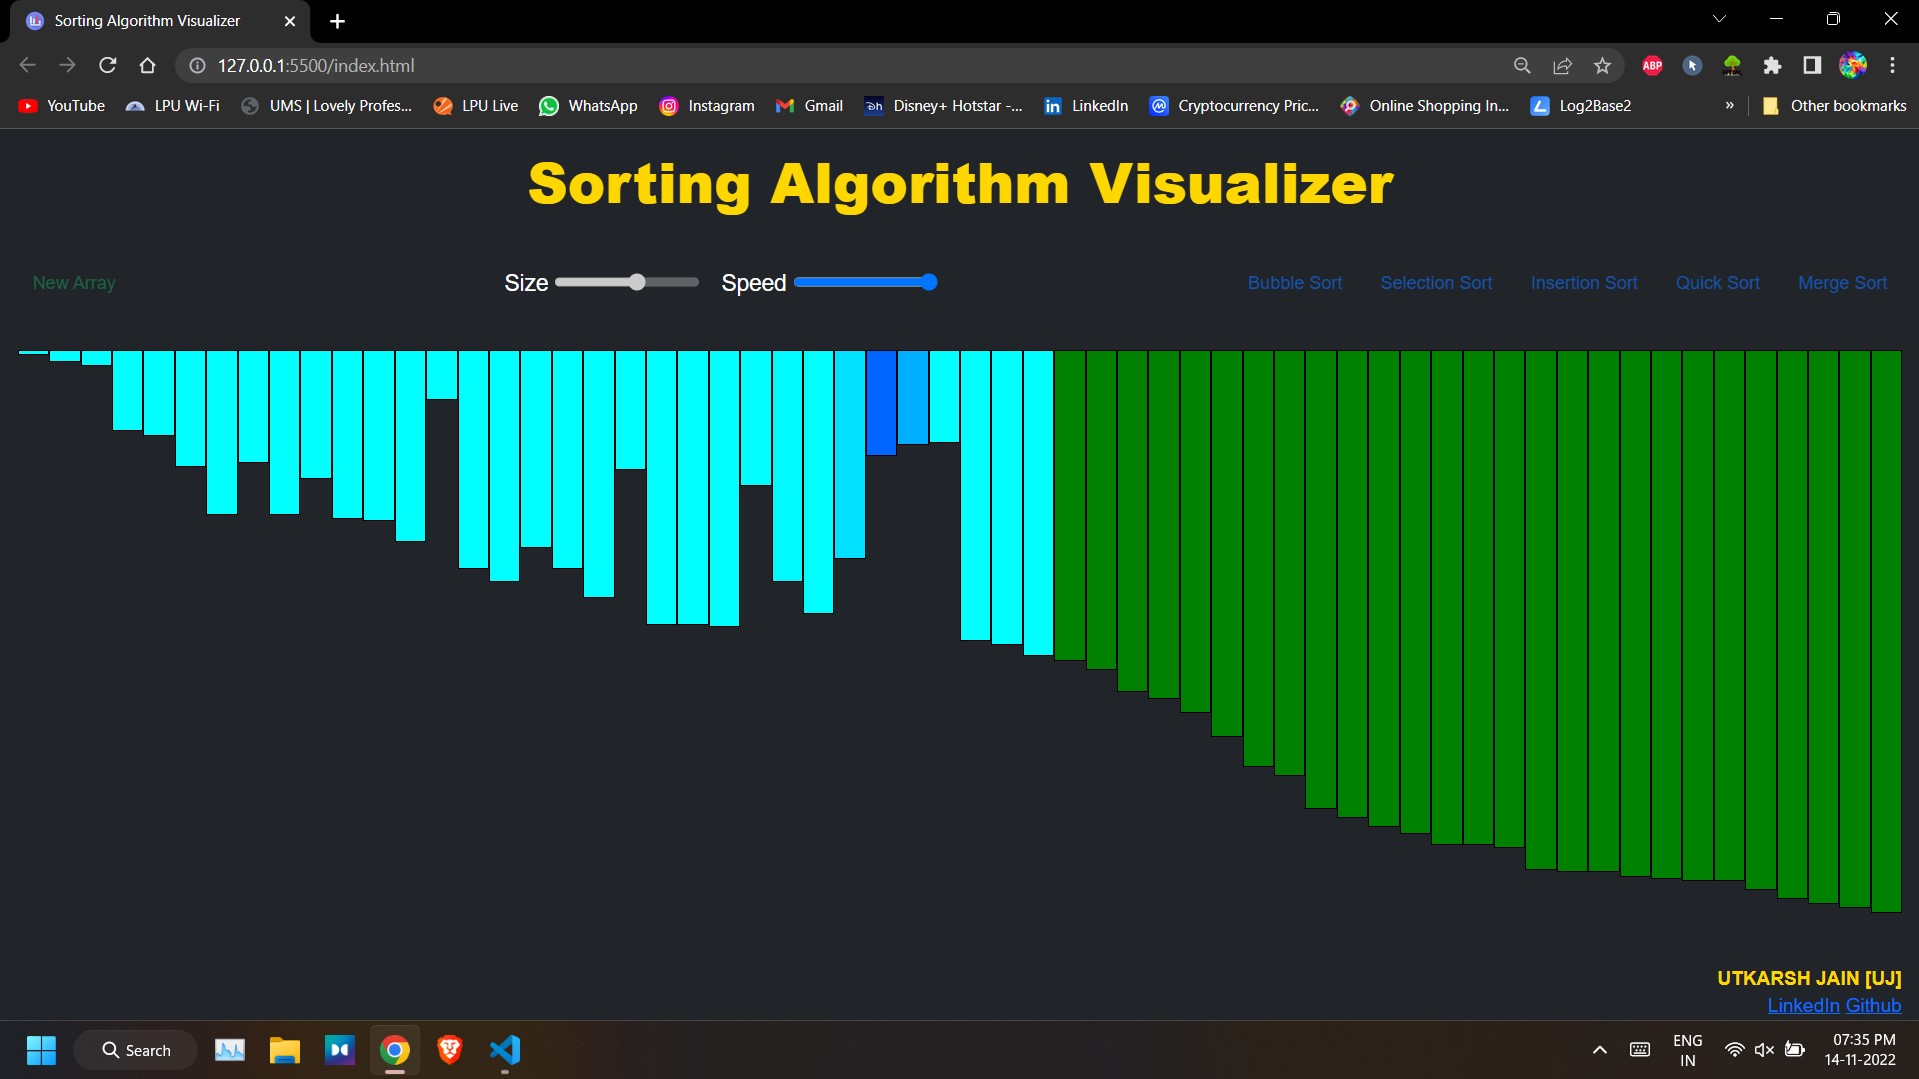 Sorting Algorithm Visualizer
127.0.0.1:5500/index.html
ABP
YouTube LPU Wi-Fi UMS | Lovely Profes... LPU Live WhatsApp Instagram Gmail Disney+ Hotstar -... LinkedIn Cryptocurrency Pric... Online Shopping In... Log2Base2 » Other bookmarks
Sorting Algorithm Visualizer
New Array Size Speed Bubble Sort Selection Sort Insertion Sort Quick Sort Merge Sort
UTKARSH JAIN [UJ]
LinkedIn Github
Search
ENG
IN
07:35 PM
14-11-2022